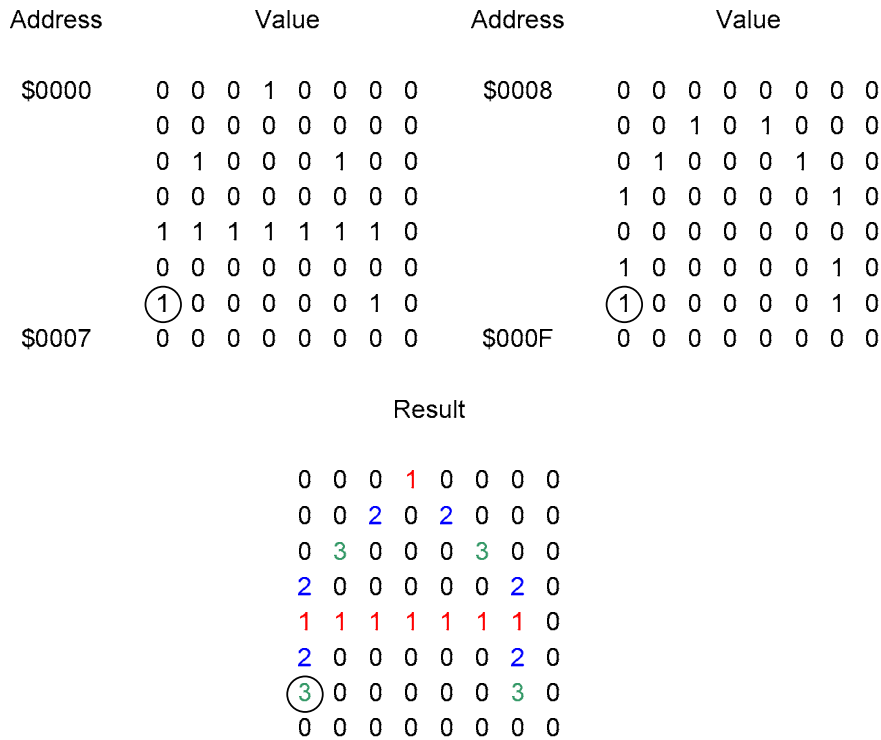 Address Value Address Value
$0000 0 0 0 1 0 0 0 0 $0008 0 0 0 0 0 0 0 0
0 0 0 0 0 0 0 0 0 0 1 0 1 0 0 0
0 1 0 0 0 1 0 0 0 1 0 0 0 1 0 0
0 0 0 0 0 0 0 0 1 0 0 0 0 0 1 0
1 1 1 1 1 1 1 0 0 0 0 0 0 0 0 0
0 0 0 0 0 0 0 0 1 0 0 0 0 0 1 0
1 0 0 0 0 0 1 0 1 0 0 0 0 0 1 0
$0007 0 0 0 0 0 0 0 0 $000F 0 0 0 0 0 0 0 0
Result
0 0 0 1 0 0 0 0
0 0 2 0 2 0 0 0
0 3 0 0 0 3 0 0
2 0 0 0 0 0 2 0
1 1 1 1 1 1 1 0
2 0 0 0 0 0 2 0
3 0 0 0 0 0 3 0
0 0 0 0 0 0 0 0